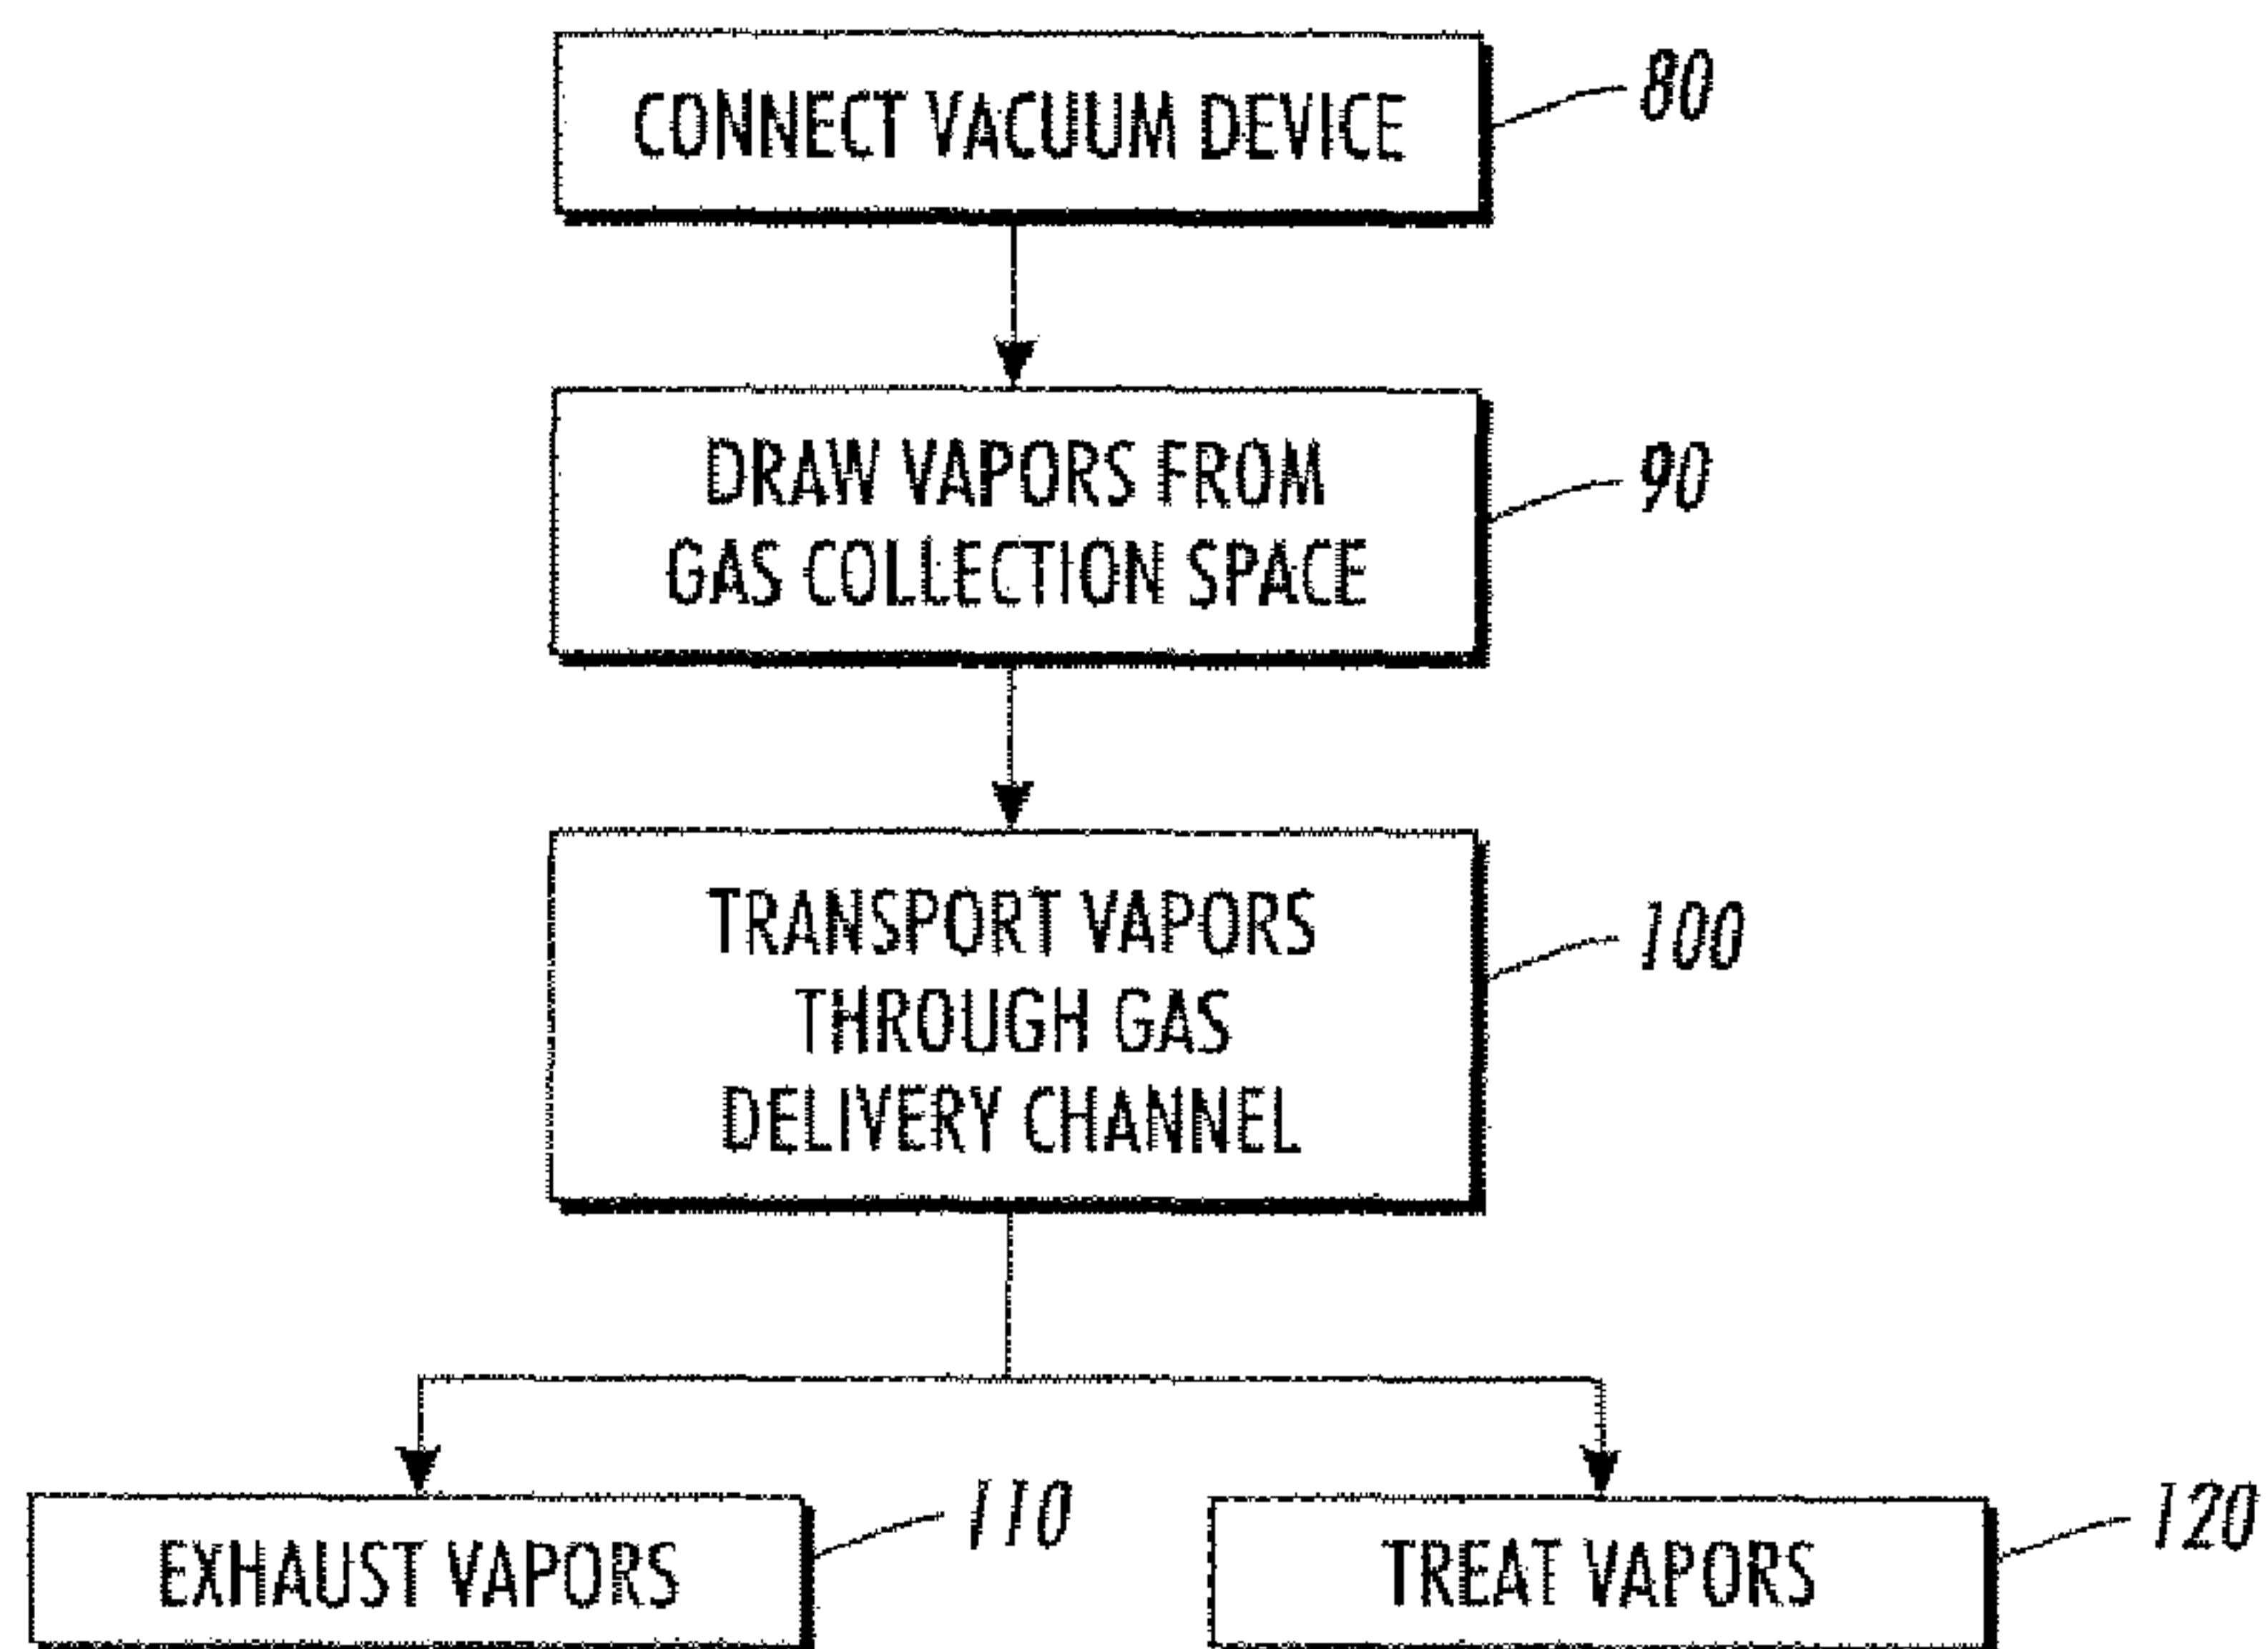 CONNECT VACUUM DEVICE
80
DRAW VAPORS FROM
GAS COLLECTION SPACE
90
TRANSPORT VAPORS
THROUGH GAS
DELIVERY CHANNEL
100
EXHAUST VAPORS
110
TREAT VAPORS
120